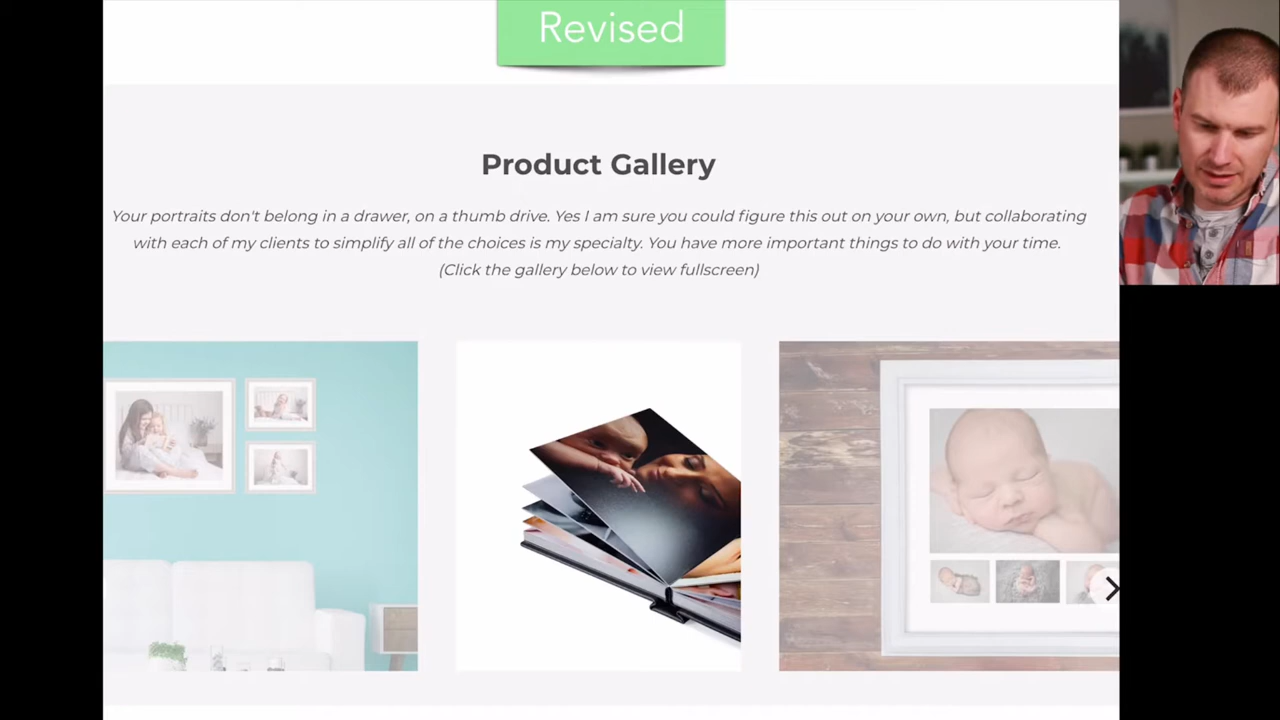 Revised
Product Gallery
Your portraits don't belong in a drawer, on a thumb drive. Yes I am sure you could figure this out on your own, but collaborating
with each of my clients to simplify all of the choices is my specialty. You have more important things to do with your time.
(Click the gallery below to view fullscreen)